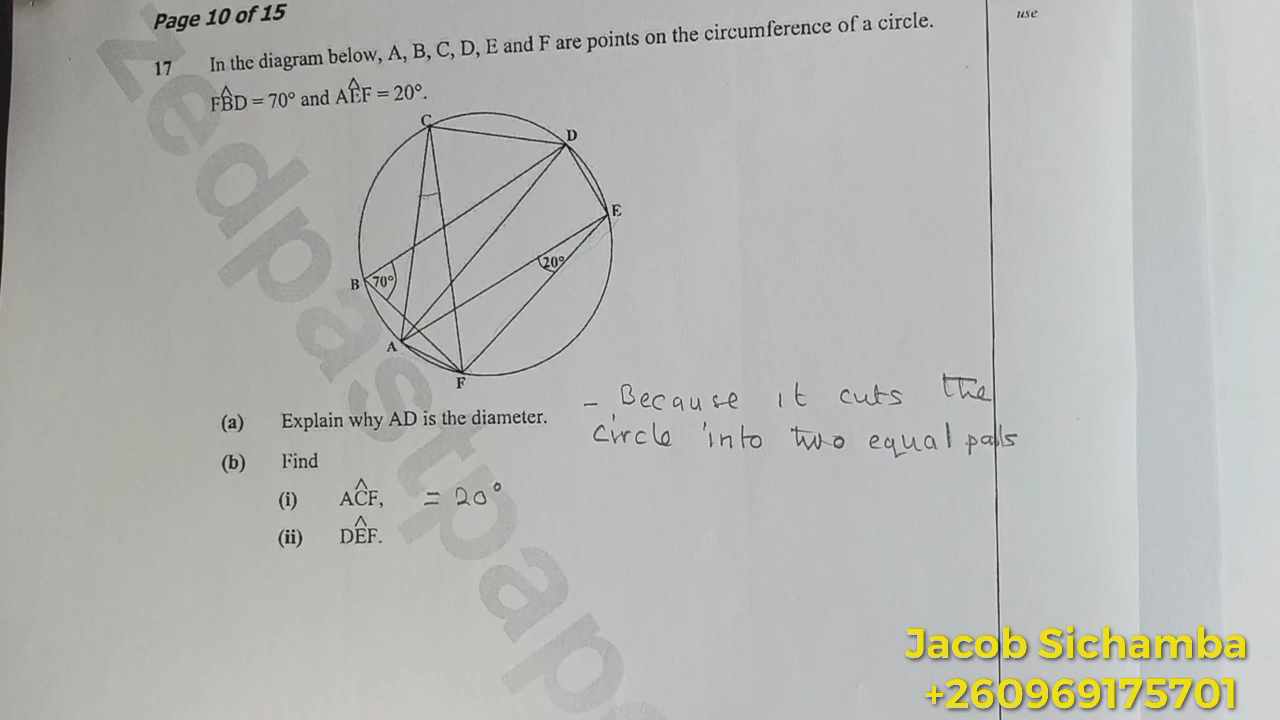 Page 10 of 15
use
17 In the diagram below, A, B, C, D, E and F are points on the circumference of a circle.
FB̂D = 70° and AÊF = 20°.
C
D
E
20°
B 70°
A
F
(a) Explain why AD is the diameter.
– Because it cuts the
circle into two equal pats
(b) Find
(i) AĈF, = 20°
(ii) DÊF.
zedpastpape
Jacob Sichamba
+260969175701